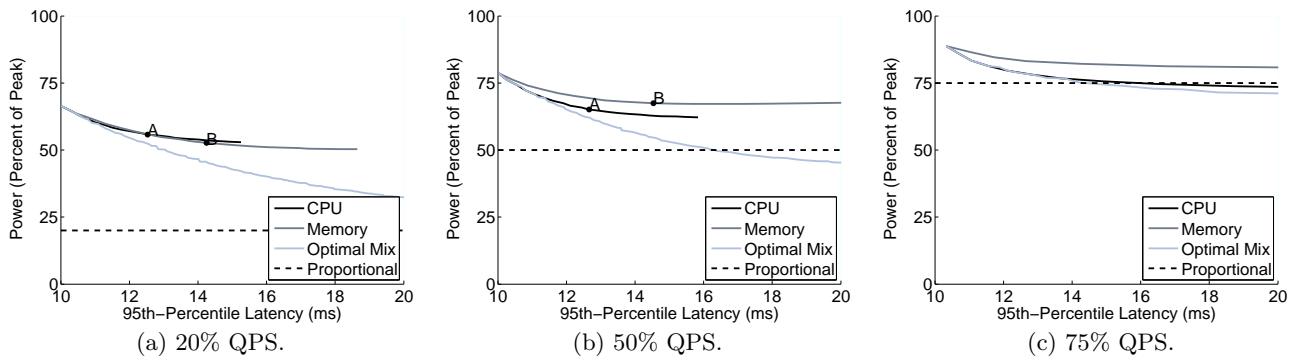 100
75
50
25
0
Power (Percent of Peak)
A
B
CPU
Memory
Optimal Mix
Proportional
10 12 14 16 18 20
95th−Percentile Latency (ms)
(a) 20% QPS.
100
75
50
25
0
Power (Percent of Peak)
A
B
CPU
Memory
Optimal Mix
Proportional
10 12 14 16 18 20
95th−Percentile Latency (ms)
(b) 50% QPS.
100
75
50
25
0
Power (Percent of Peak)
CPU
Memory
Optimal Mix
Proportional
10 12 14 16 18 20
95th−Percentile Latency (ms)
(c) 75% QPS.